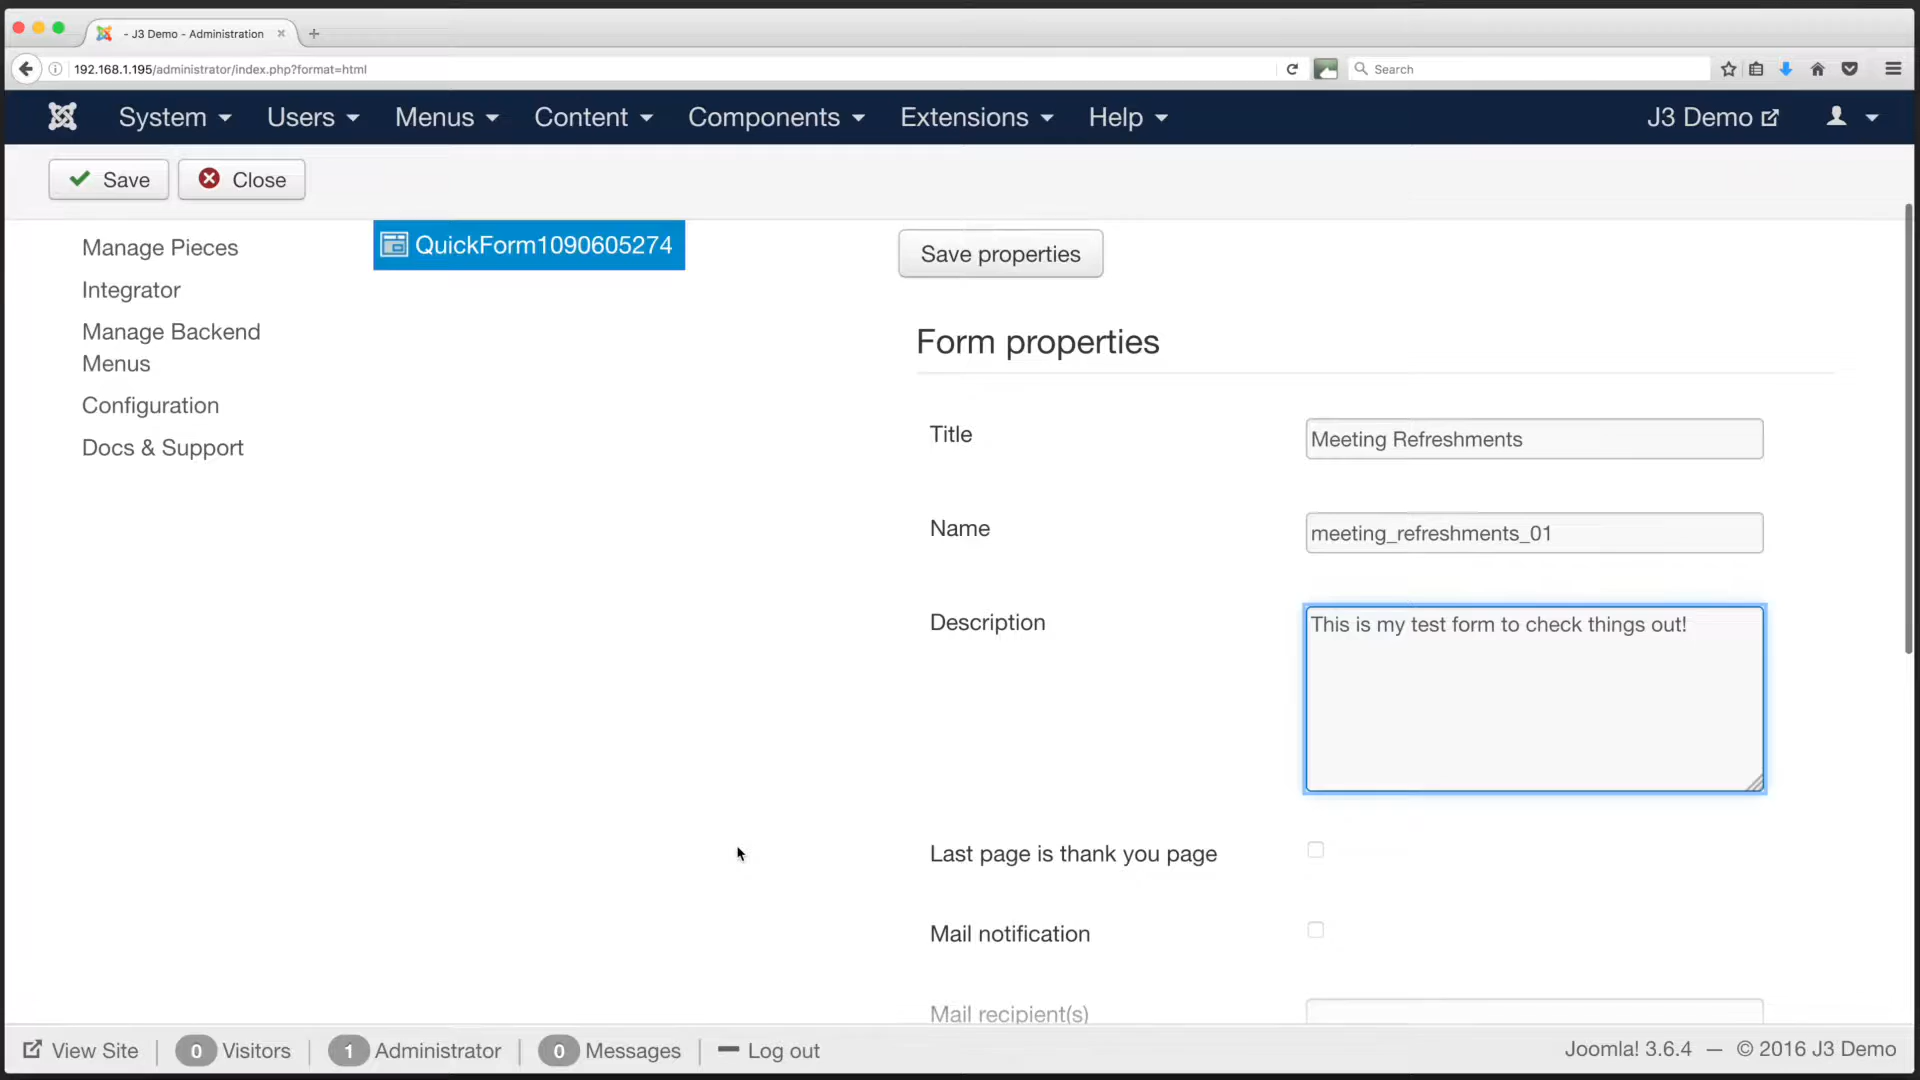 - J3 Demo - Administration
192.168.1.195/administrator/index.php?format=html
Search
System
Users
Menus
Content
Components
Extensions
Help
J3 Demo
Save
Close
Manage Pieces
Integrator
Manage Backend
Menus
Configuration
Docs & Support
QuickForm1090605274
Save properties
Form properties
Title
Meeting Refreshments
Name
meeting_refreshments_01
Description
This is my test form to check things out!
Last page is thank you page
Mail notification
Mail recipient(s)
View Site
0 Visitors
1 Administrator
0 Messages
Log out
Joomla! 3.6.4 — © 2016 J3 Demo